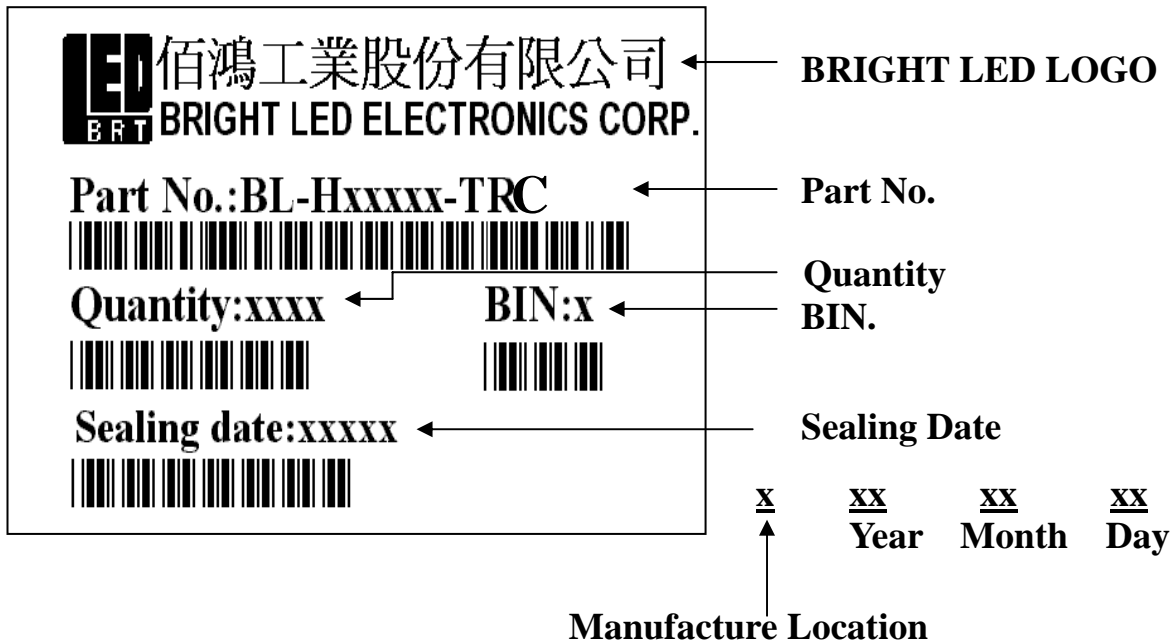 LED 佰鴻工業股份有限公司
BRT BRIGHT LED ELECTRONICS CORP.
BRIGHT LED LOGO
Part No.:BL-Hxxxxx-TRC
Part No.
Quantity:xxxx
Quantity
BIN:x
BIN.
Sealing date:xxxxx
Sealing Date
x xx xx xx
Year Month Day
Manufacture Location